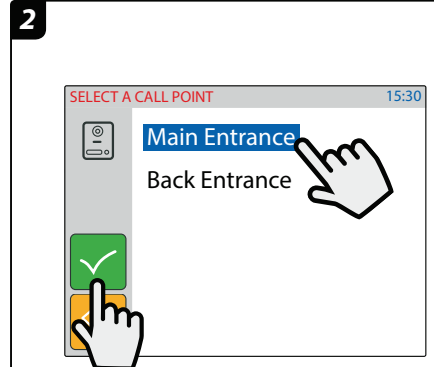 2
SELECT A CALL POINT 15:30
Main Entrance
Back Entrance